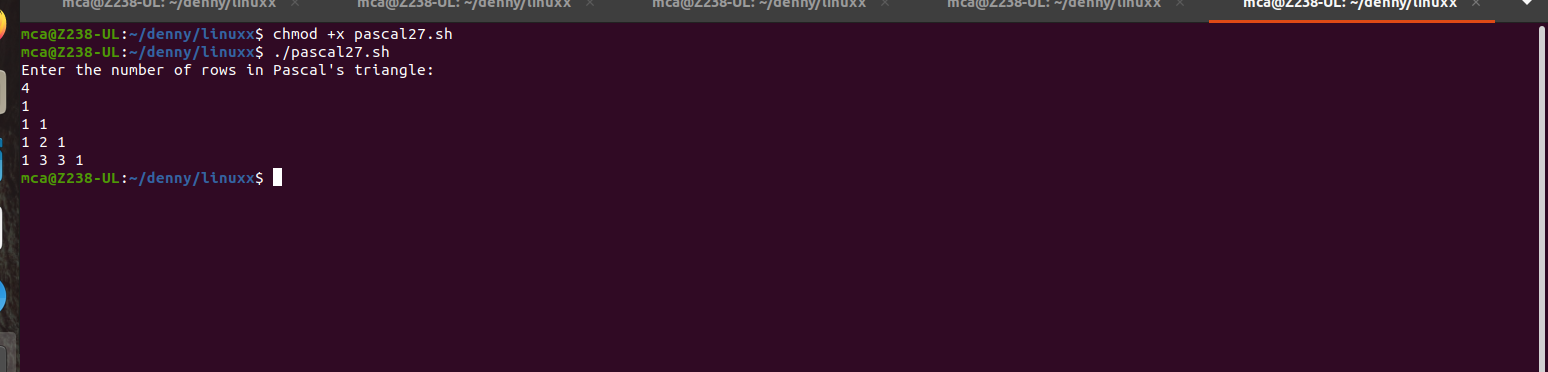 mca@Z238-UL: ~/denny/linuxx × mca@Z238-UL: ~/denny/linuxx × mca@Z238-UL: ~/denny/linuxx × mca@Z238-UL: ~/denny/linuxx × mca@Z238-UL: ~/denny/linuxx ×
mca@Z238-UL:~/denny/linuxx$ chmod +x pascal27.sh
mca@Z238-UL:~/denny/linuxx$ ./pascal27.sh
Enter the number of rows in Pascal's triangle:
4
1
1 1
1 2 1
1 3 3 1
mca@Z238-UL:~/denny/linuxx$